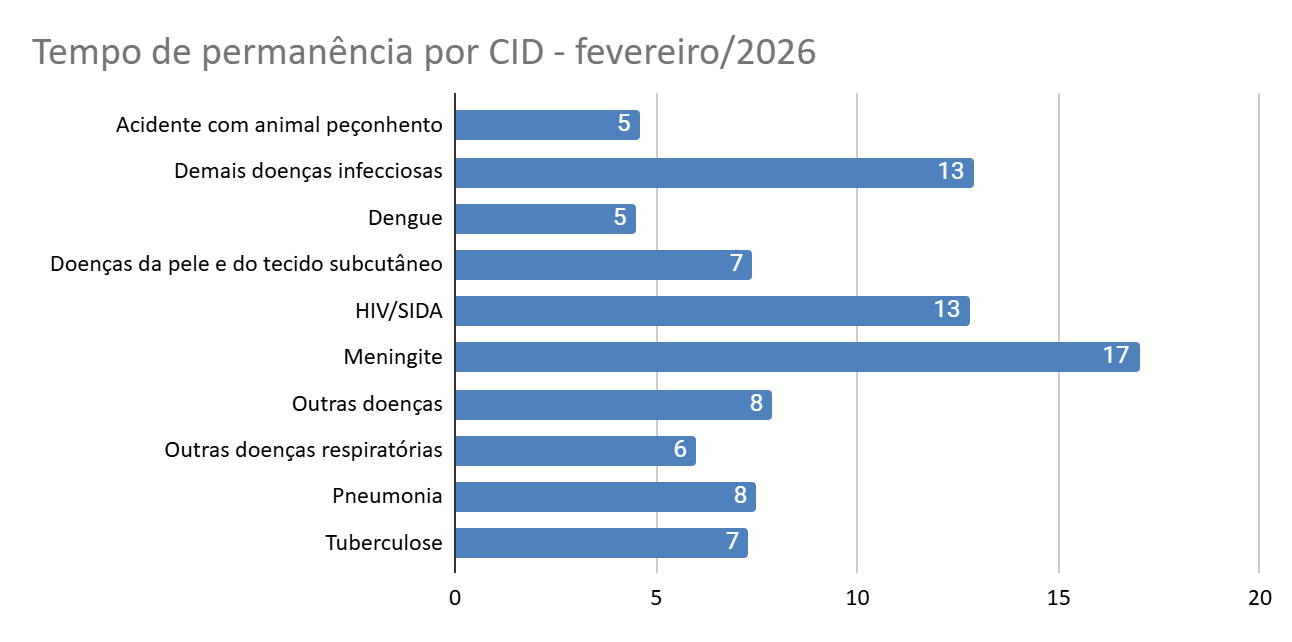 Tempo de permanência por CID - fevereiro/2026
Acidente com animal peçonhento 5
Demais doenças infecciosas 13
Dengue 5
Doenças da pele e do tecido subcutâneo 7
HIV/SIDA 13
Meningite 17
Outras doenças 8
Outras doenças respiratórias 6
Pneumonia 8
Tuberculose 7
0 5 10 15 20